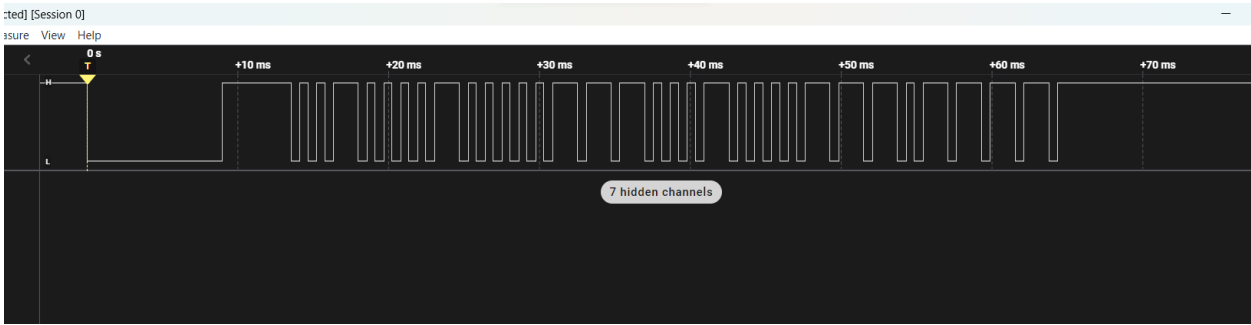 cted] [Session 0]
asure View Help
0 s
T
+10 ms +20 ms +30 ms +40 ms +50 ms +60 ms +70 ms
H
L
7 hidden channels